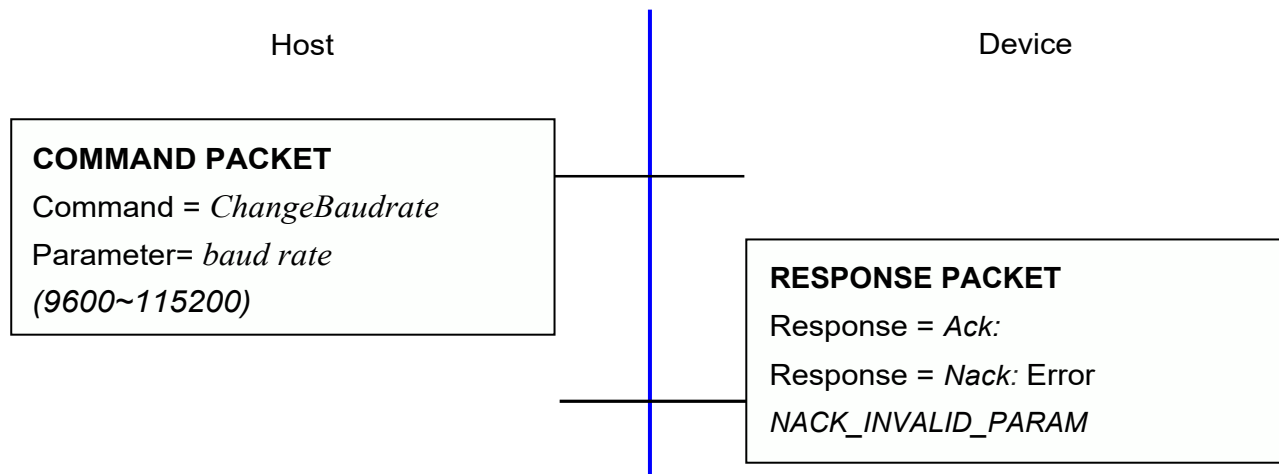 Host
Device
COMMAND PACKET
Command = ChangeBaudrate
Parameter= baud rate
(9600~115200)
RESPONSE PACKET
Response = Ack:
Response = Nack: Error
NACK_INVALID_PARAM